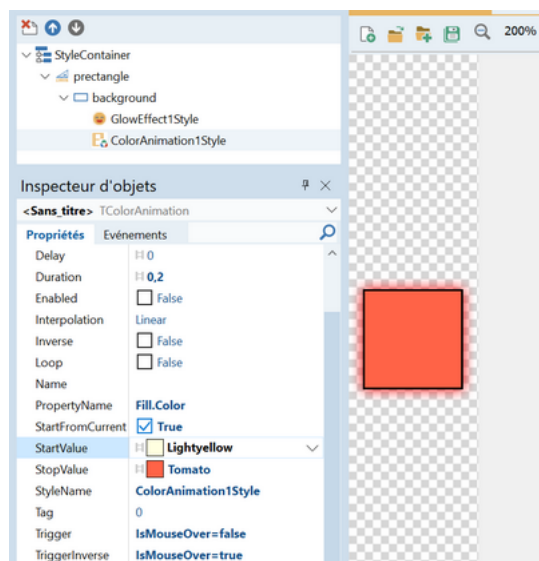 200%
StyleContainer
prectangle
background
GlowEffect1Style
ColorAnimation1Style
Inspecteur d'objets
<Sans_titre> TColorAnimation
Propriétés Evénements
Delay 0
Duration 0,2
Enabled False
Interpolation Linear
Inverse False
Loop False
Name
PropertyName Fill.Color
StartFromCurrent True
StartValue Lightyellow
StopValue Tomato
StyleName ColorAnimation1Style
Tag 0
Trigger IsMouseOver=false
TriggerInverse IsMouseOver=true